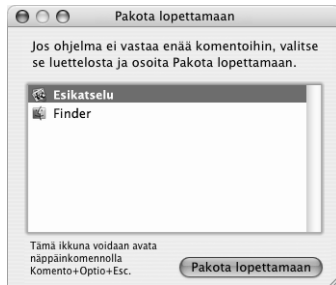 Pakota lopettamaan
Jos ohjelma ei vastaa enää komentoihin, valitse
se luettelosta ja osoita Pakota lopettamaan.
Esikatselu
Finder
Tämä ikkuna voidaan avata
näppäinkomennolla
Komento+Optio+Esc.
Pakota lopettamaan